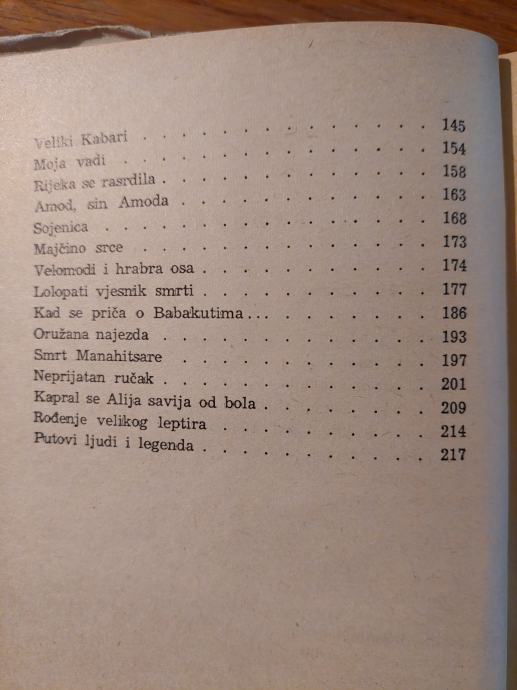 Veliki Kabari . . . . . . . . . . . . . 145
Moja vadi . . . . . . . . . . . . . . 154
Rijeka se rasrdila . . . . . . . . . . . . 158
Amod, sin Amoda . . . . . . . . . . . 163
Sojenica . . . . . . . . . . . . . . 168
Majčino srce . . . . . . . . . . . . . 173
Velomodi i hrabra osa . . . . . . . . . . 174
Lolopati vjesnik smrti . . . . . . . . . . 177
Kad se priča o Babakutima . . . . . . . . . 186
Oružana najezda . . . . . . . . . . . . 193
Smrt Manahitsare . . . . . . . . . . . 197
Neprijatan ručak . . . . . . . . . . . . 201
Kapral se Alija savija od bola . . . . . . . . 209
Rođenje velikog leptira . . . . . . . . . . 214
Putovi ljudi i legenda . . . . . . . . . . . 217